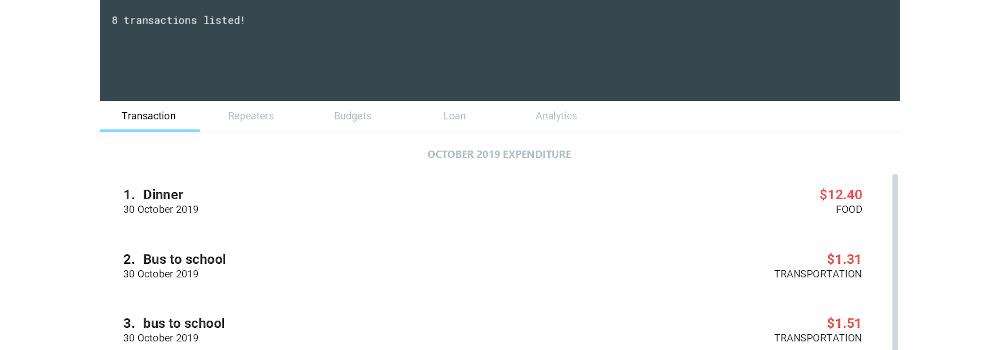 8 transactions listed!
Transaction Repeaters Budgets Loan Analytics
OCTOBER 2019 EXPENDITURE
1. Dinner $12.40
30 October 2019 FOOD
2. Bus to school $1.31
30 October 2019 TRANSPORTATION
3. bus to school $1.51
30 October 2019 TRANSPORTATION